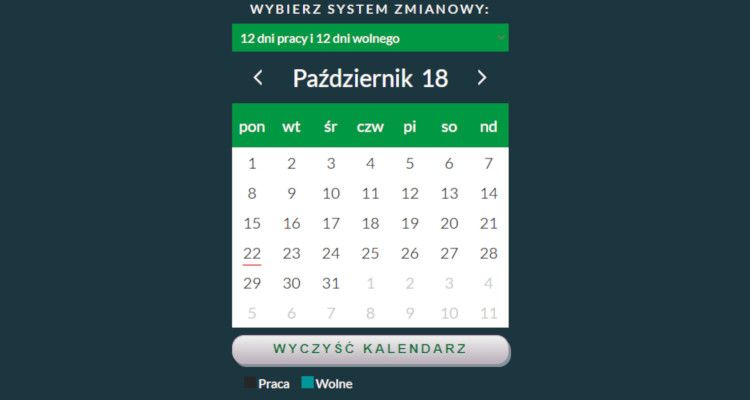 WYBIERZ SYSTEM ZMIANOWY:
12 dni pracy i 12 dni wolnego
Październik 18
pon wt śr czw pi so nd
1 2 3 4 5 6 7
8 9 10 11 12 13 14
15 16 17 18 19 20 21
22 23 24 25 26 27 28
29 30 31 1 2 3 4
5 6 7 8 9 10 11
WYCZYŚĆ KALENDARZ
Praca Wolne